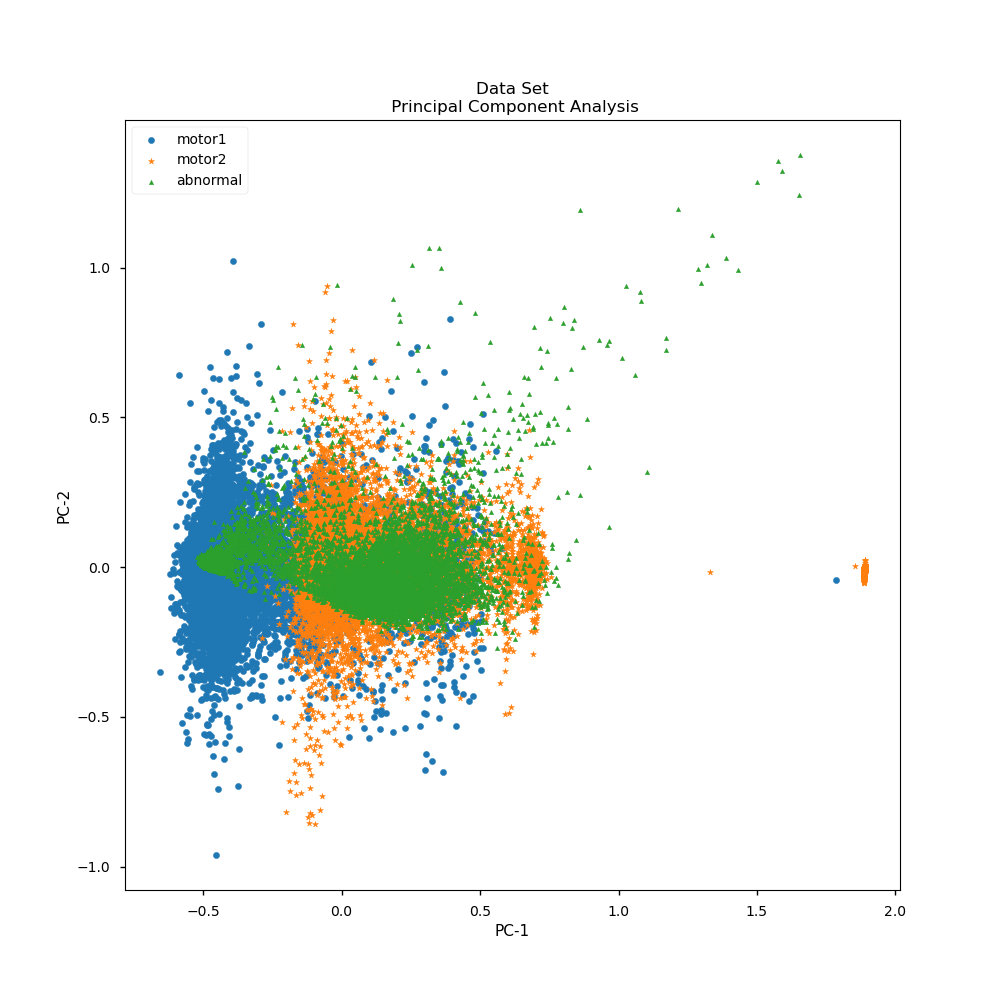 Data Set
Principal Component Analysis
motor1
motor2
abnormal
PC-2
1.0
0.5
0.0
−0.5
−1.0
−0.5
0.0
0.5
1.0
1.5
2.0
PC-1